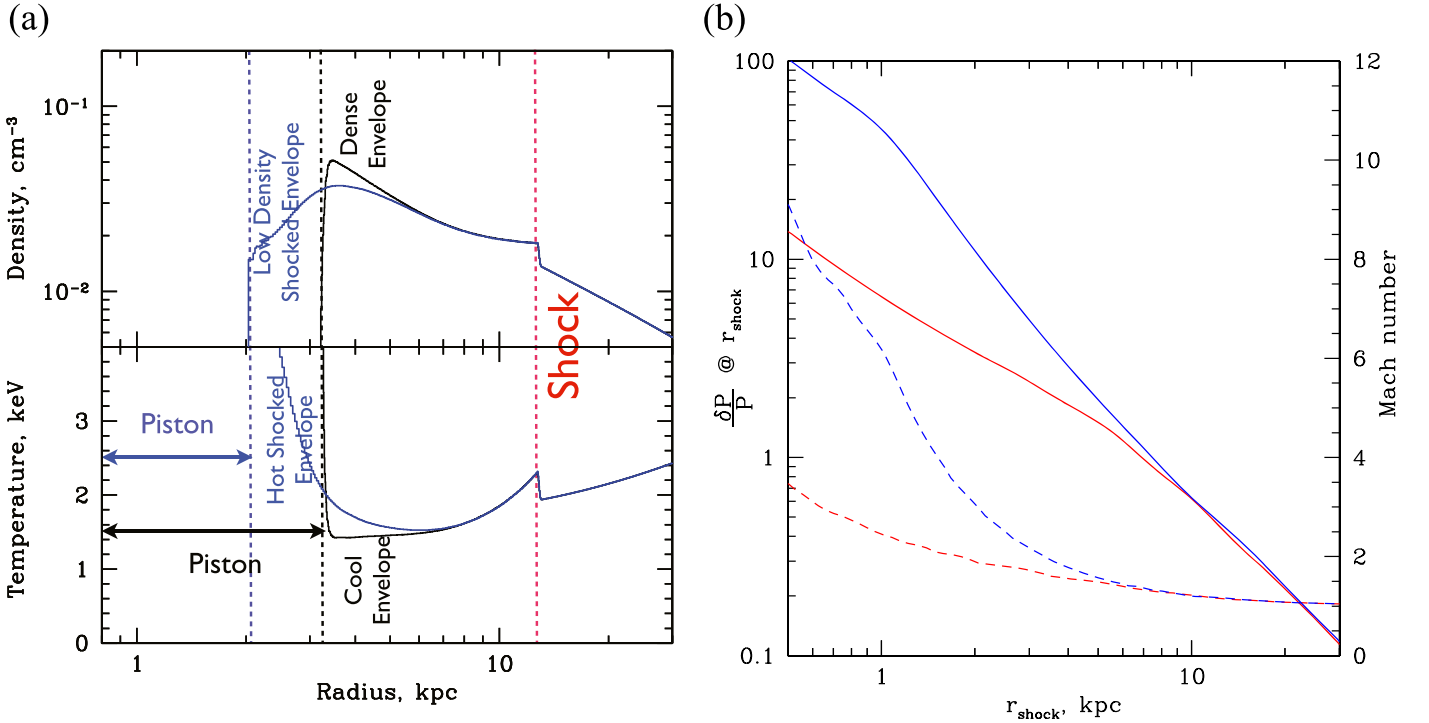 (a)
Density, cm⁻³
10⁻¹
10⁻²
Low Density
Shocked Envelope
Dense
Envelope
Shock
Temperature, keV
3
2
1
0
Piston
Hot Shocked
Envelope
Piston
Cool
Envelope
1
10
Radius, kpc
(b)
100
10
1
0.1
δP
P
@ r_shock
12
10
8
6
4
2
0
Mach number
1
10
r_shock, kpc